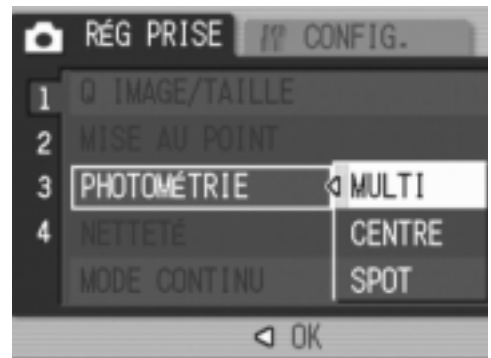 RÉG PRISE CONFIG.
1 Q IMAGE/TAILLE
2 MISE AU POINT
3 PHOTOMÉTRIE MULTI
4 NETTETÉ CENTRE
MODE CONTINU SPOT
OK